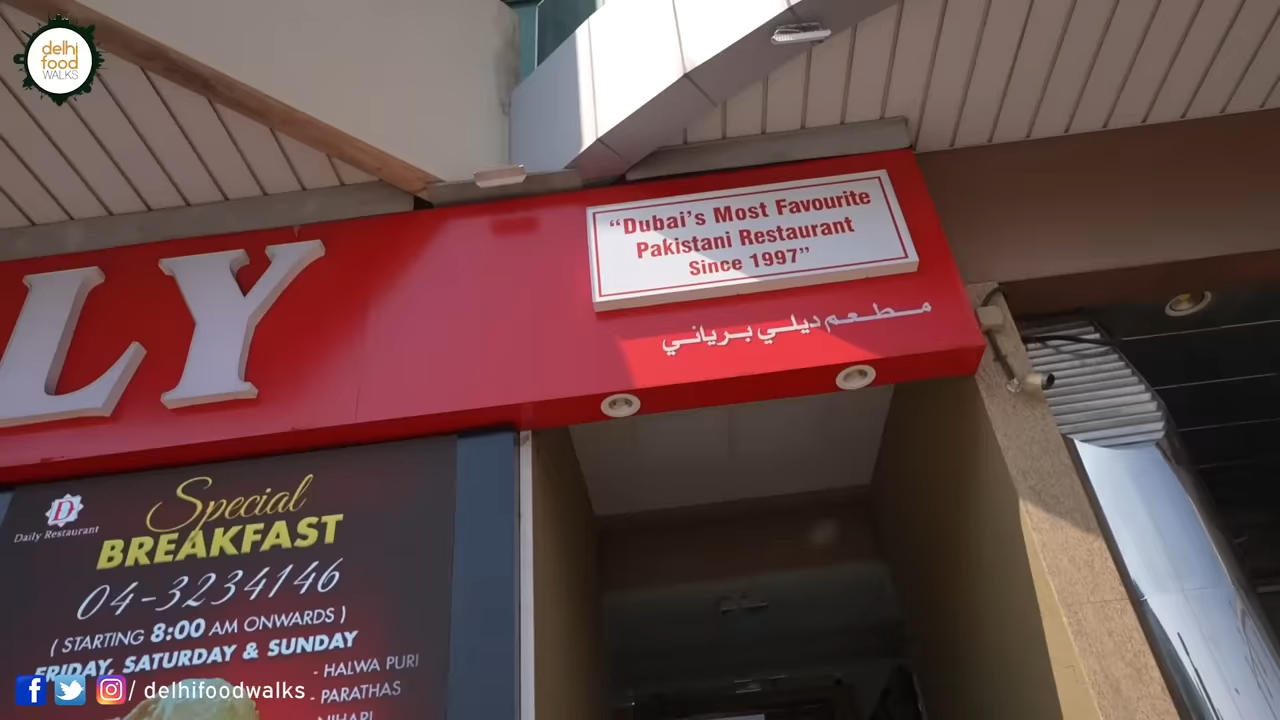 delhi
food
WALKS
LY
“Dubai’s Most Favourite
Pakistani Restaurant
Since 1997”
مطعم ديلي برياني
D
Daily Restaurant
Special
BREAKFAST
04-3234146
( STARTING 8:00 AM ONWARDS )
FRIDAY, SATURDAY & SUNDAY
- HALWA PURI
- PARATHAS
- NIHARI
/ delhifoodwalks